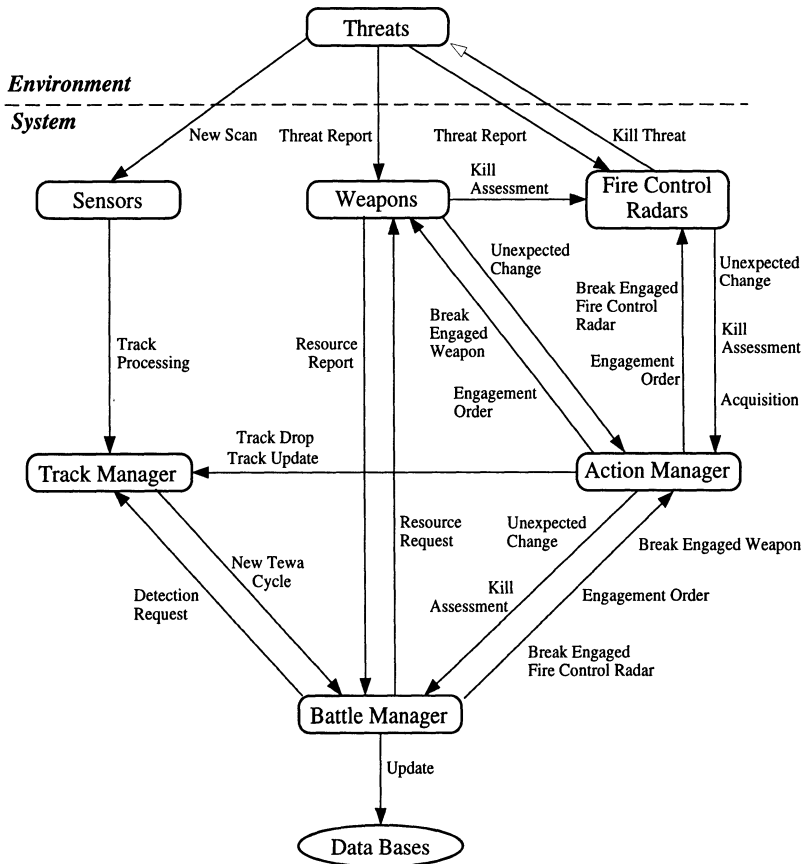 Threats
Environment
System
New Scan
Threat Report
Threat Report
Kill Threat
Sensors
Weapons
Kill
Assessment
Fire Control
Radars
Unexpected
Change
Unexpected
Change
Break Engaged
Fire Control
Radar
Break
Engaged
Weapon
Track
Processing
Resource
Report
Kill
Assessment
Engagement
Order
Engagement
Order
Acquisition
Track Drop
Track Update
Track Manager
Action Manager
Resource
Request
Unexpected
Change
Break Engaged Weapon
New Tewa
Cycle
Detection
Request
Kill
Assessment
Engagement Order
Break Engaged
Fire Control Radar
Battle Manager
Update
Data Bases